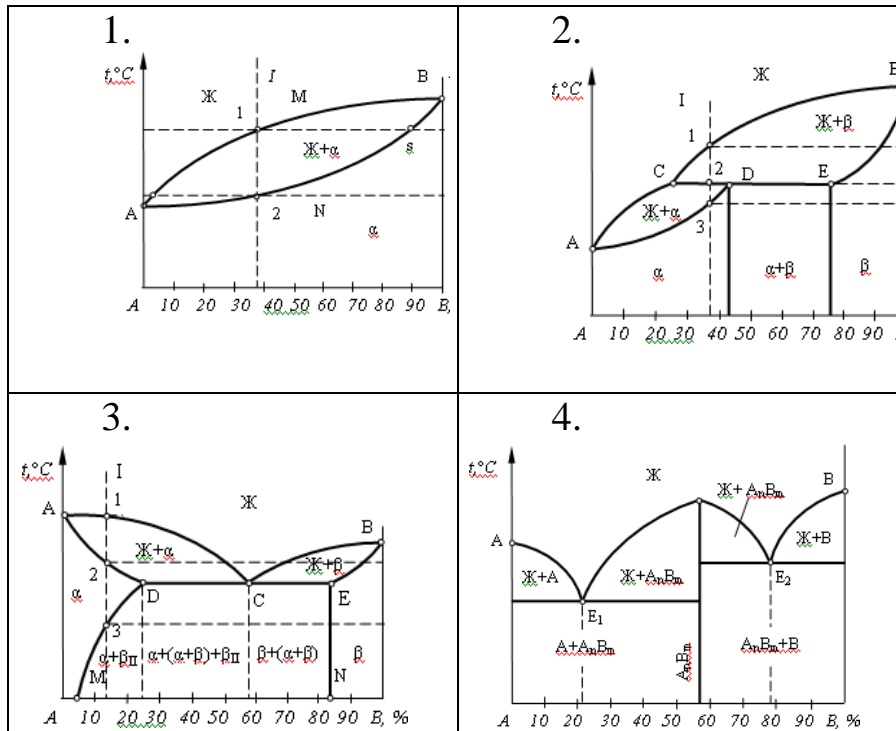 1.
t,°C
Ж
I
M
B
1
Ж+α
s
A
2
N
α
A 10 20 30 40 50 60 70 80 90 B,
2.
t,°C
Ж
I
1
Ж+β
C
2
D
E
Ж+α
3
A
α
α+β
β
A 10 20 30 40 50 60 70 80 90
3.
t,°C
I
1
Ж
A
B
Ж+α
Ж+β
2
α
D
C
E
3
α+βII
α+(α+β)+βII
β+(α+β)
β
M
N
A 10 20 30 40 50 60 70 80 90 B, %
4.
t,°C
Ж
Ж+ AnBm
B
A
Ж+B
Ж+A
Ж+AnBm
E2
E1
A+AnBm
AnBm
AnBm+B
A 10 20 30 40 50 60 70 80 90 B, %